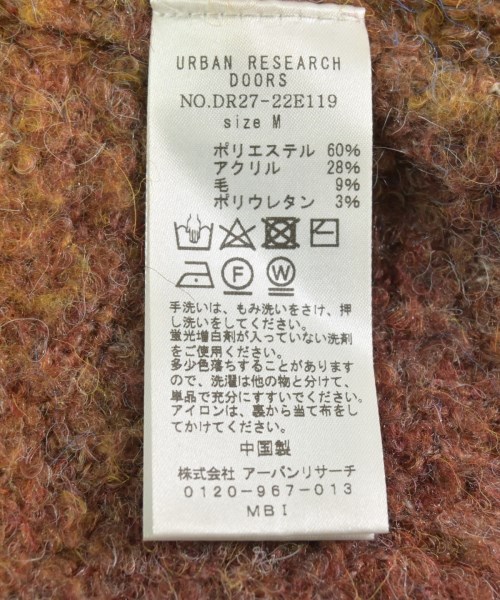 URBAN RESEARCH
DOORS
NO.DR27-22E119
size M
ポリエステル 60%
アクリル 28%
毛 9%
ポリウレタン 3%
F W
手洗いは、もみ洗いをさけ、押
し洗いをしてください。
蛍光増白剤が入っていない洗剤
をご使用ください。
多少色落ちすることがあります
ので、洗濯は他の物と分けて、
単品で充分にすすいでください。
アイロンは、裏から当て布をし
てかけてください。
中国製
株式会社 アーバンリサーチ
0120-967-013
MBI